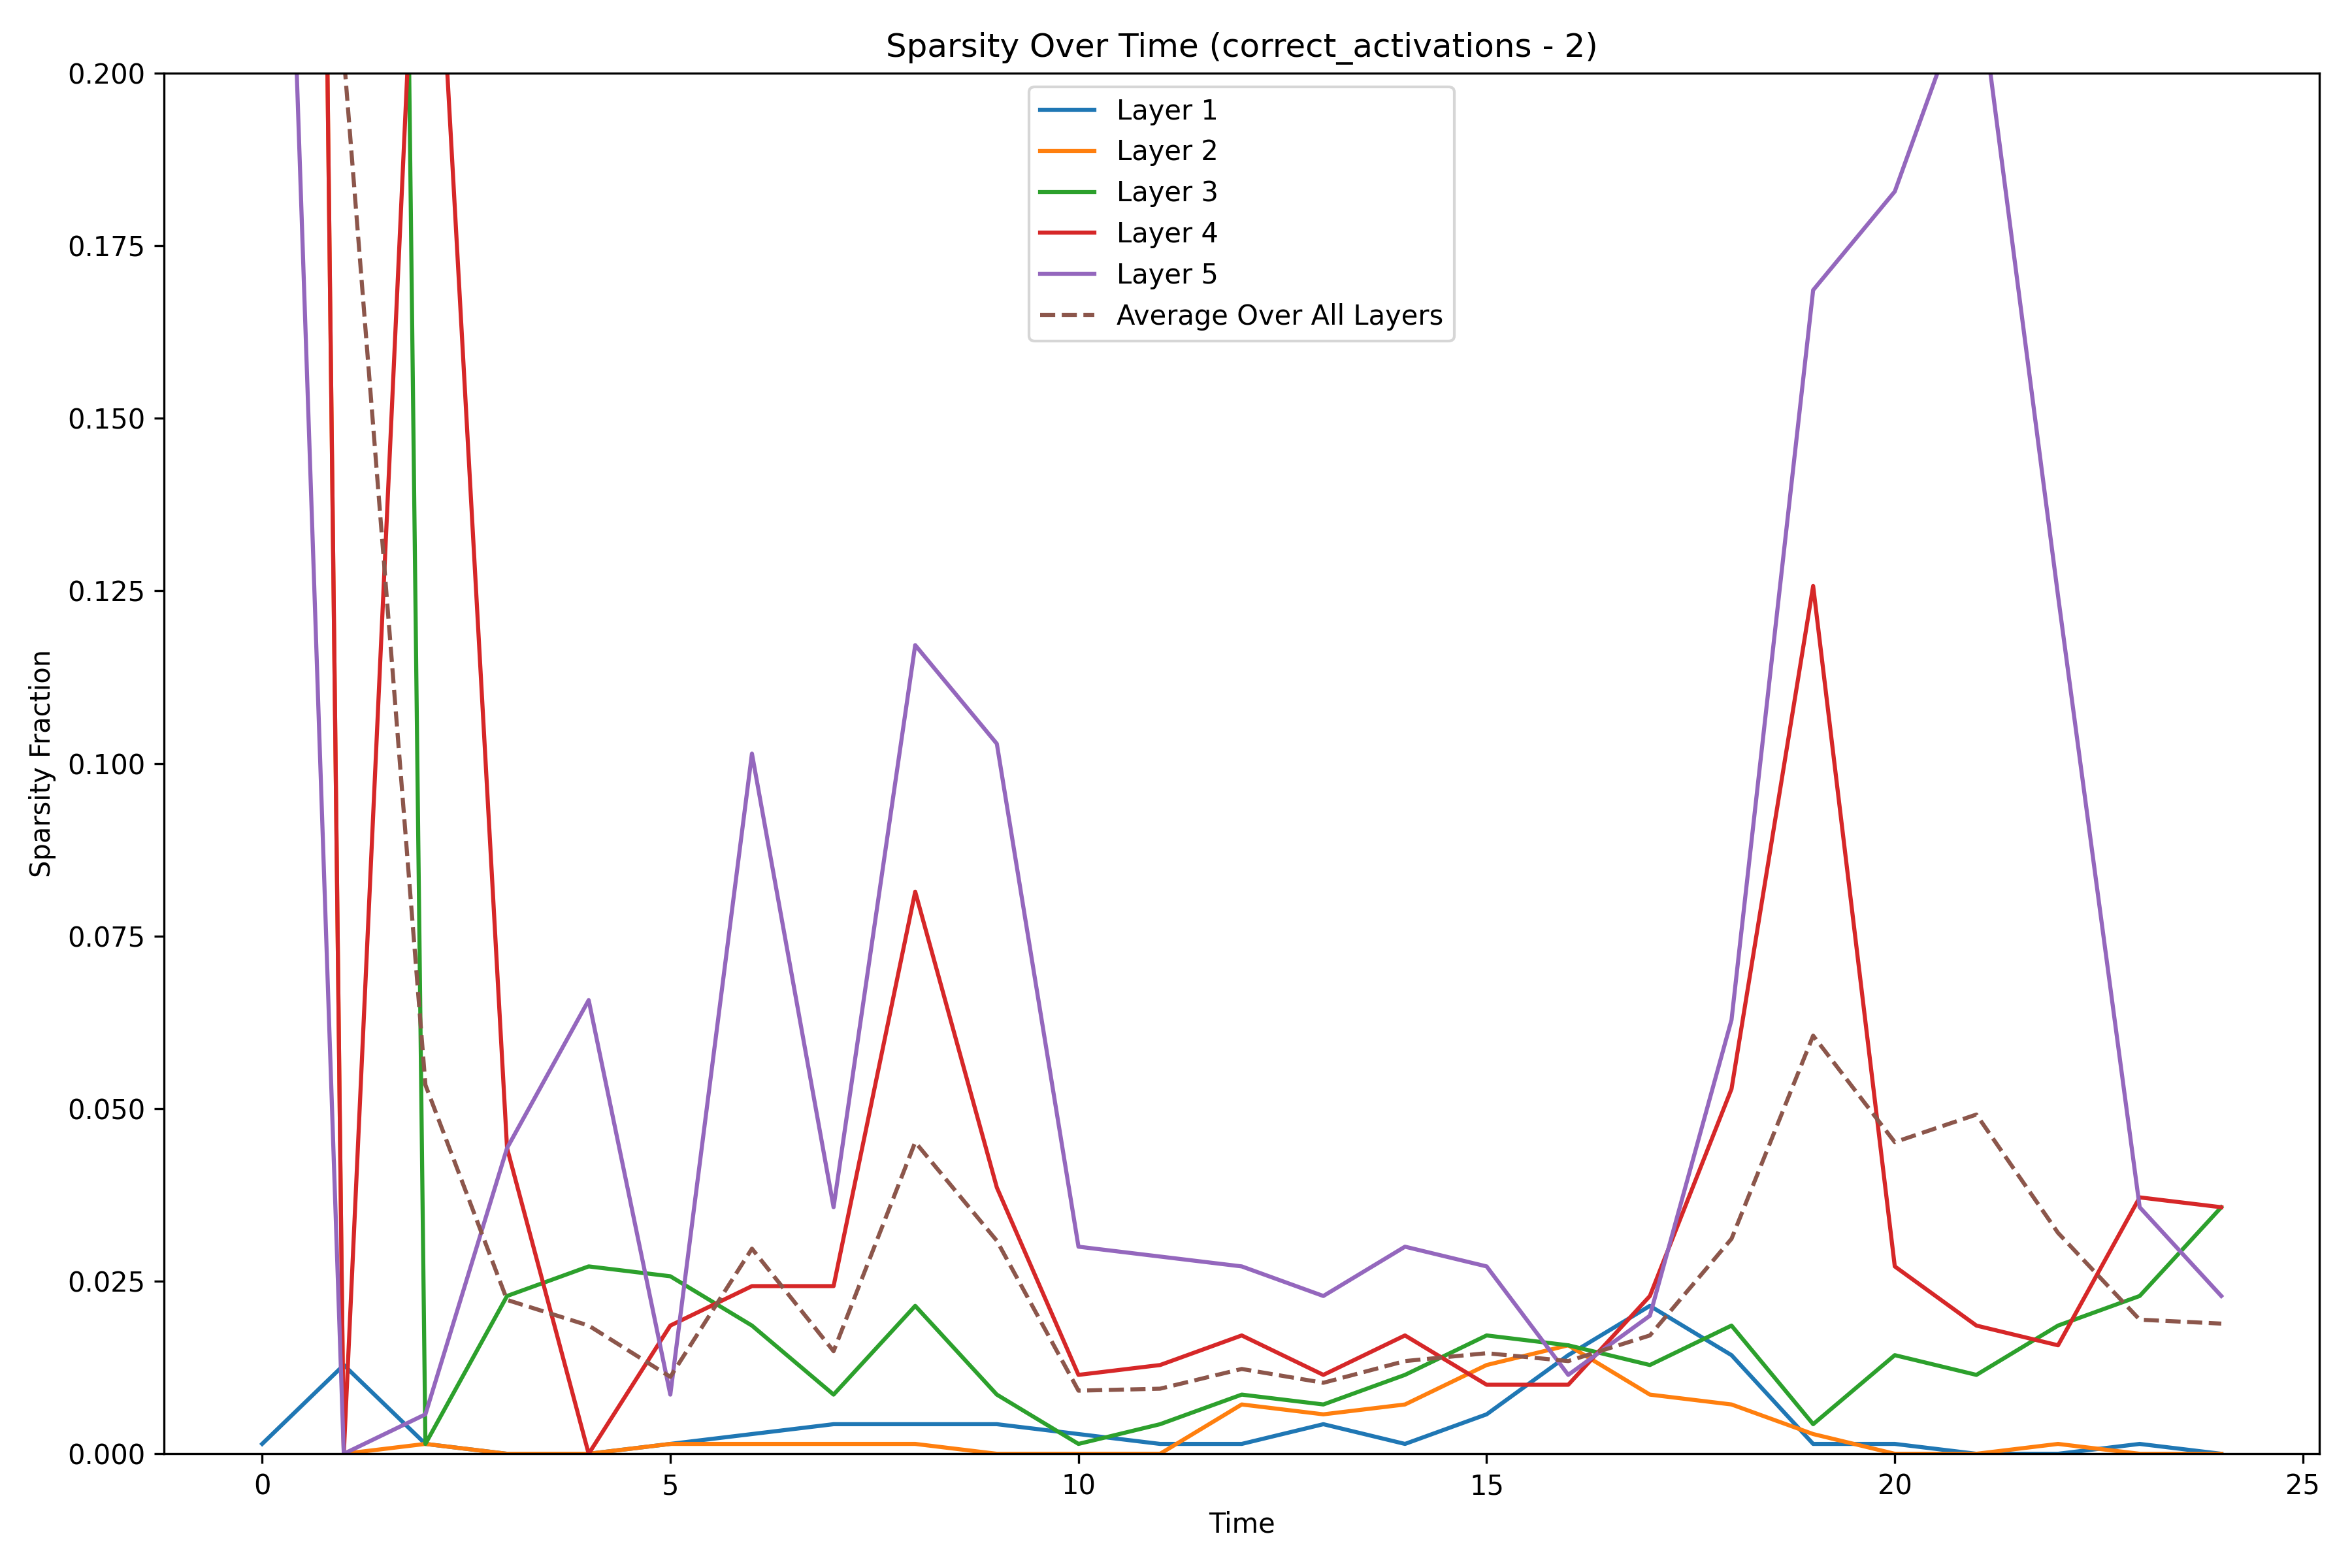 Sparsity Over Time (correct_activations - 2)
0.200
0.175
0.150
0.125
0.100
0.075
0.050
0.025
0.000
Sparsity Fraction
Layer 1
Layer 2
Layer 3
Layer 4
Layer 5
Average Over All Layers
0
5
10
15
20
25
Time